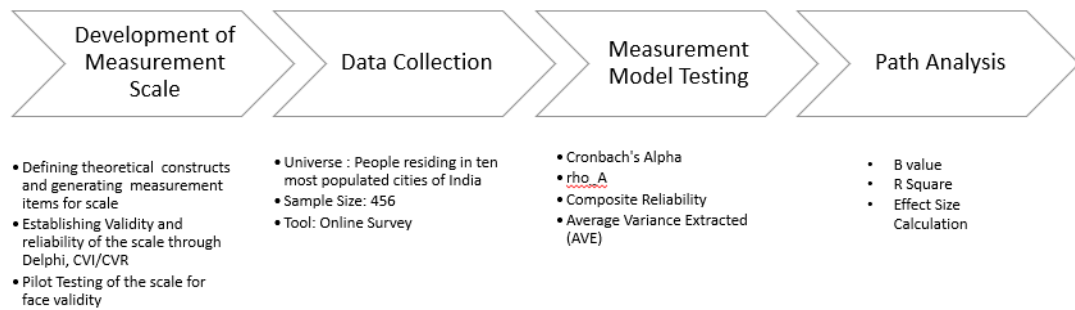 Development of
Measurement
Scale
Data Collection
Measurement
Model Testing
Path Analysis
• Defining theoretical constructs
and generating measurement
items for scale
• Establishing Validity and
reliability of the scale through
Delphi, CVI/CVR
• Pilot Testing of the scale for
face validity
• Universe : People residing in ten
most populated cities of India
• Sample Size: 456
• Tool: Online Survey
• Cronbach's Alpha
• rho_A
• Composite Reliability
• Average Variance Extracted
(AVE)
• B value
• R Square
• Effect Size
Calculation